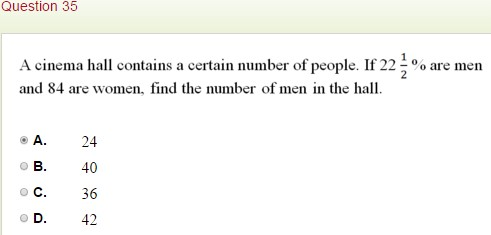 Question 35
A cinema hall contains a certain number of people. If 22 1/2 % are men
and 84 are women, find the number of men in the hall.
A. 24
B. 40
C. 36
D. 42